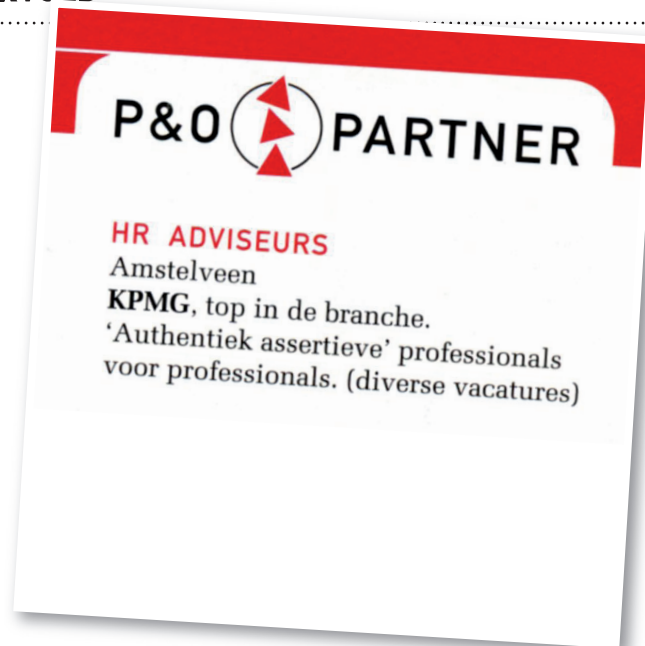 P&O PARTNER
HR ADVISEURS
Amstelveen
KPMG, top in de branche.
‘Authentiek assertieve’ professionals
voor professionals. (diverse vacatures)